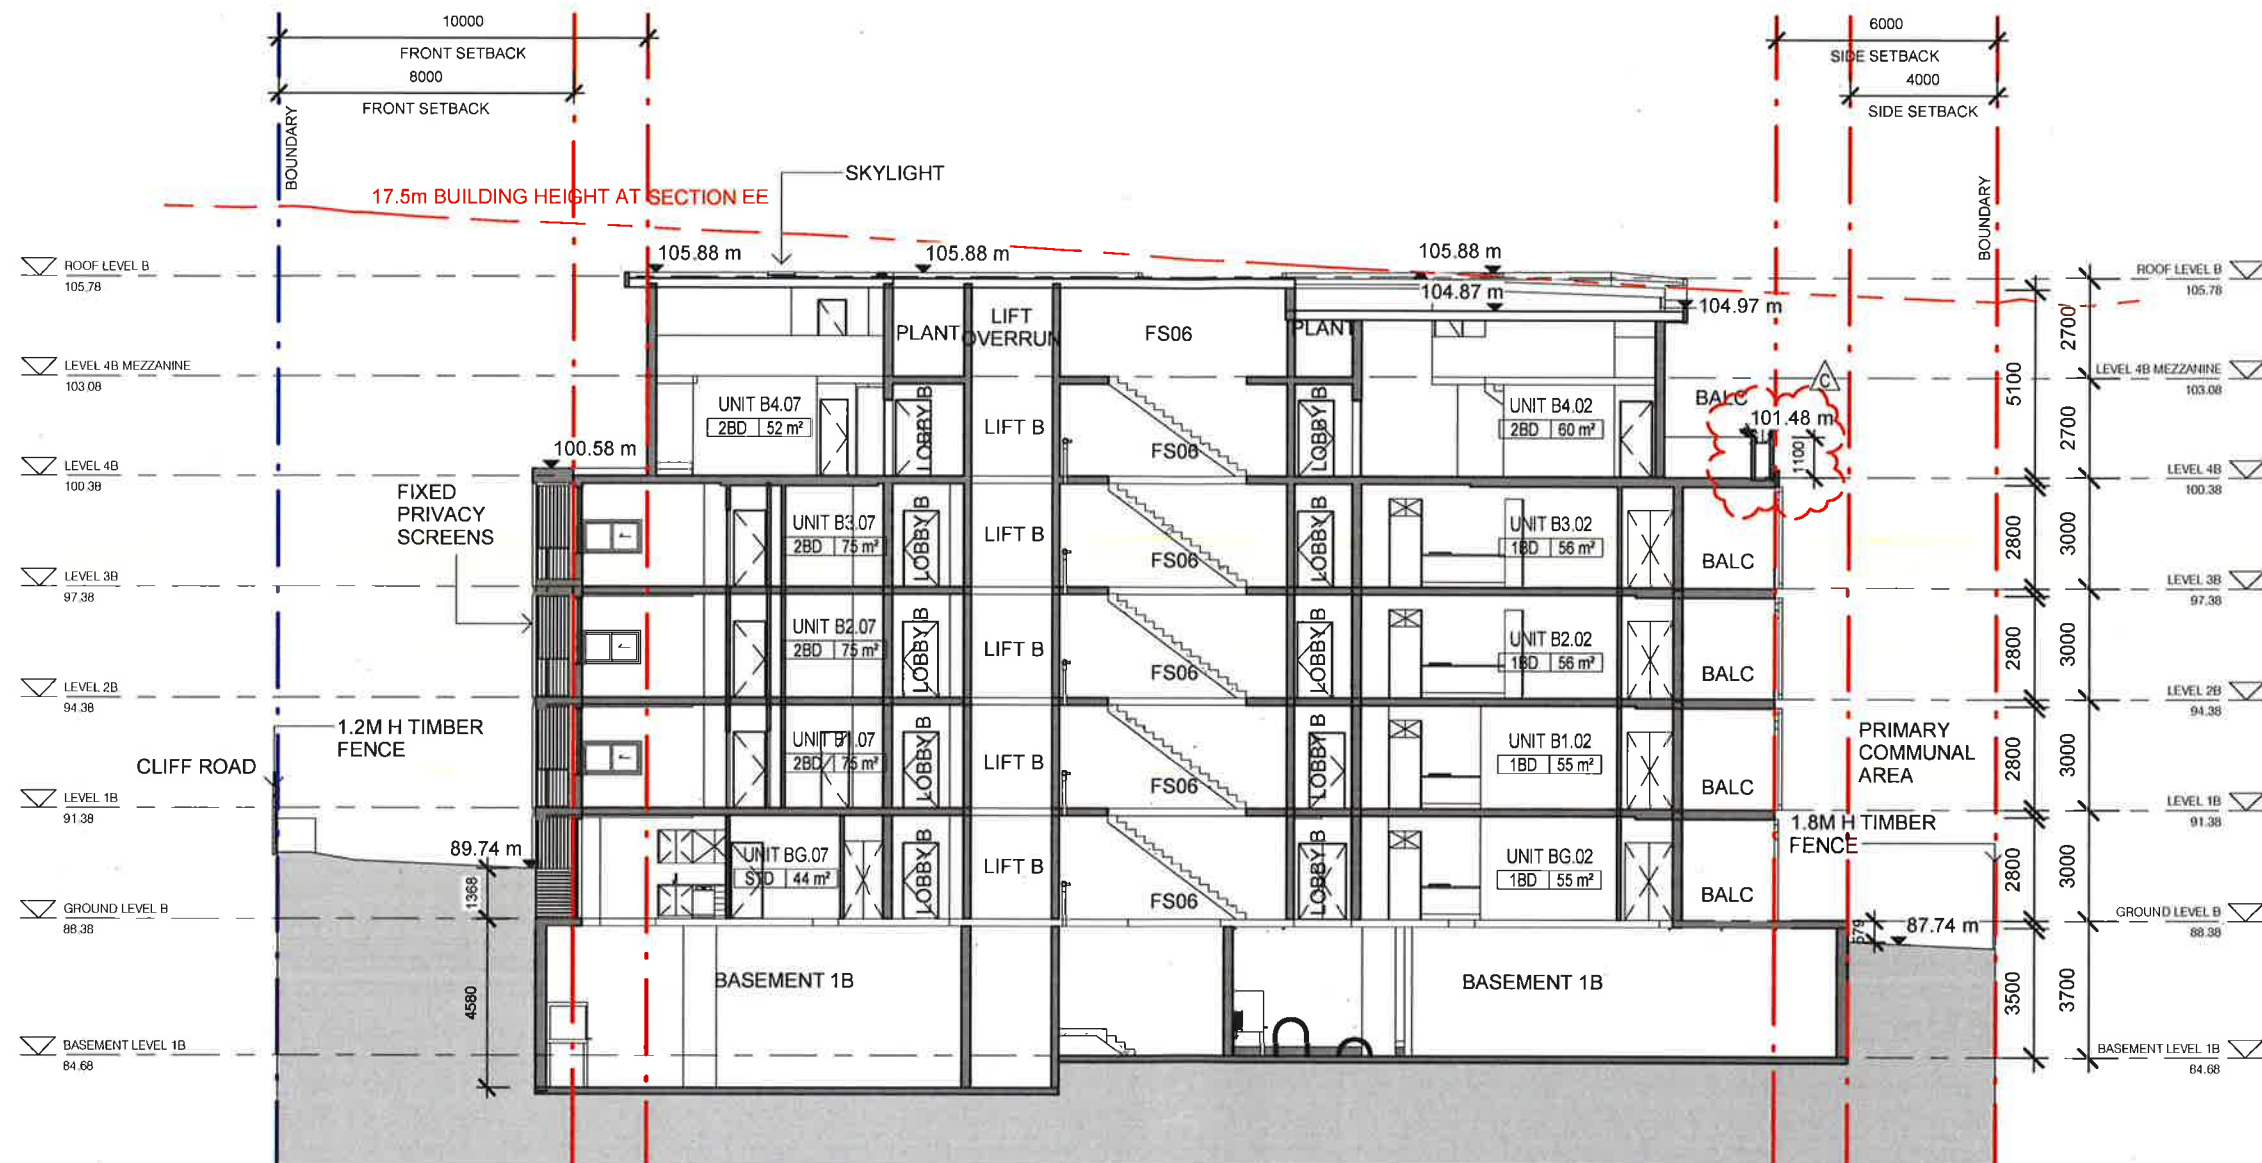 10000
FRONT SETBACK
8000
FRONT SETBACK
6000
SIDE SETBACK
4000
SIDE SETBACK
BOUNDARY
BOUNDARY
SKYLIGHT
17.5m BUILDING HEIGHT AT SECTION EE
105.88 m
105.88 m
105.88 m
104.87 m
104.97 m
ROOF LEVEL B
105.78
ROOF LEVEL B
105.78
PLANT
LIFT
OVERRUN
FS06
PLANT
2700
LEVEL 4B MEZZANINE
103.08
LEVEL 4B MEZZANINE
103.08
C
5100
UNIT B4.07
2BD 52 m²
LOBBY B
LIFT B
FS06
LOBBY B
UNIT B4.02
2BD 60 m²
BALC
101.48 m
1100
2700
100.58 m
LEVEL 4B
100.38
LEVEL 4B
100.38
FIXED
PRIVACY
SCREENS
UNIT B3.07
2BD 75 m²
LOBBY B
LIFT B
FS06
LOBBY B
UNIT B3.02
1BD 56 m²
BALC
2800
3000
LEVEL 3B
97.38
LEVEL 3B
97.38
UNIT B2.07
2BD 75 m²
LOBBY B
LIFT B
FS06
LOBBY B
UNIT B2.02
1BD 56 m²
BALC
2800
3000
LEVEL 2B
94.38
LEVEL 2B
94.38
1.2M H TIMBER
FENCE
CLIFF ROAD
UNIT B1.07
2BD 75 m²
LOBBY B
LIFT B
FS06
LOBBY B
UNIT B1.02
1BD 55 m²
BALC
PRIMARY
COMMUNAL
AREA
2800
3000
LEVEL 1B
91.38
LEVEL 1B
91.38
1.8M H TIMBER
FENCE
89.74 m
1368
UNIT BG.07
STD 44 m²
LOBBY B
LIFT B
FS06
LOBBY B
UNIT BG.02
1BD 55 m²
BALC
2800
3000
GROUND LEVEL B
88.38
579
87.74 m
GROUND LEVEL B
88.38
4580
BASEMENT 1B
BASEMENT 1B
3500
3700
BASEMENT LEVEL 1B
84.68
BASEMENT LEVEL 1B
84.68